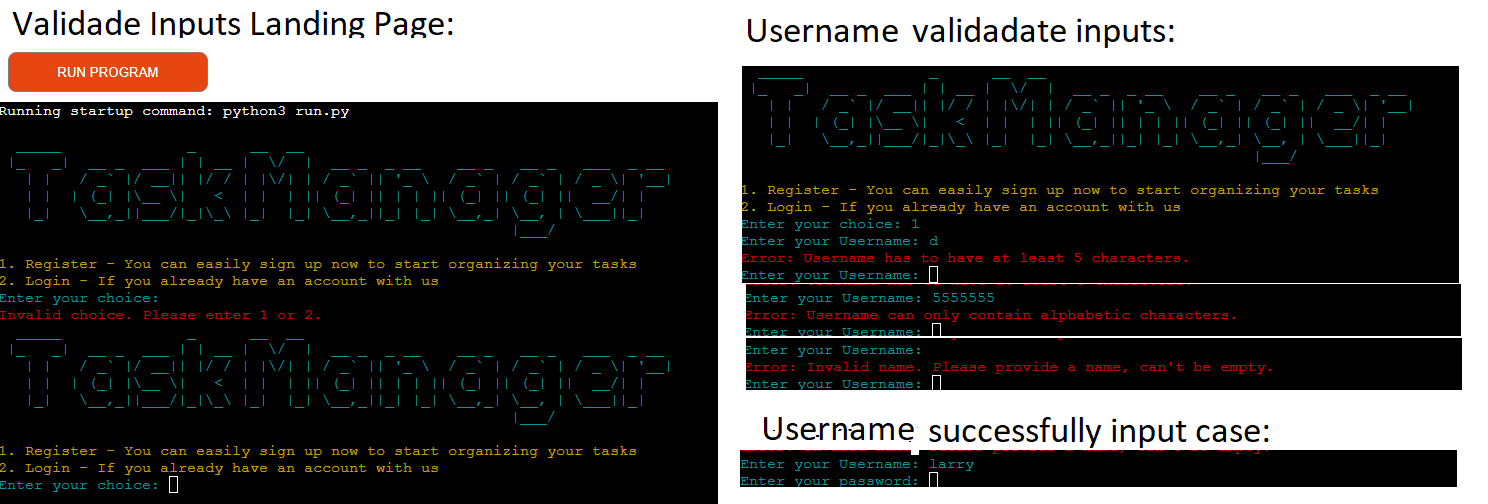 Validade Inputs Landing Page:
RUN PROGRAM
Running startup command: python3 run.py
TaskManager
1. Register - You can easily sign up now to start organizing your tasks
2. Login - If you already have an account with us
Enter your choice:
Invalid choice. Please enter 1 or 2.
TaskManager
1. Register - You can easily sign up now to start organizing your tasks
2. Login - If you already have an account with us
Enter your choice:
Username validadate inputs:
TaskManager
1. Register - You can easily sign up now to start organizing your tasks
2. Login - If you already have an account with us
Enter your choice: 1
Enter your Username: d
Error: Username has to have at least 5 characters.
Enter your Username:
Enter your Username: 5555555
Error: Username can only contain alphabetic characters.
Enter your Username:
Enter your Username:
Error: Invalid name. Please provide a name, can't be empty.
Enter your Username:
Username successfully input case:
Enter your Username: larry
Enter your password: